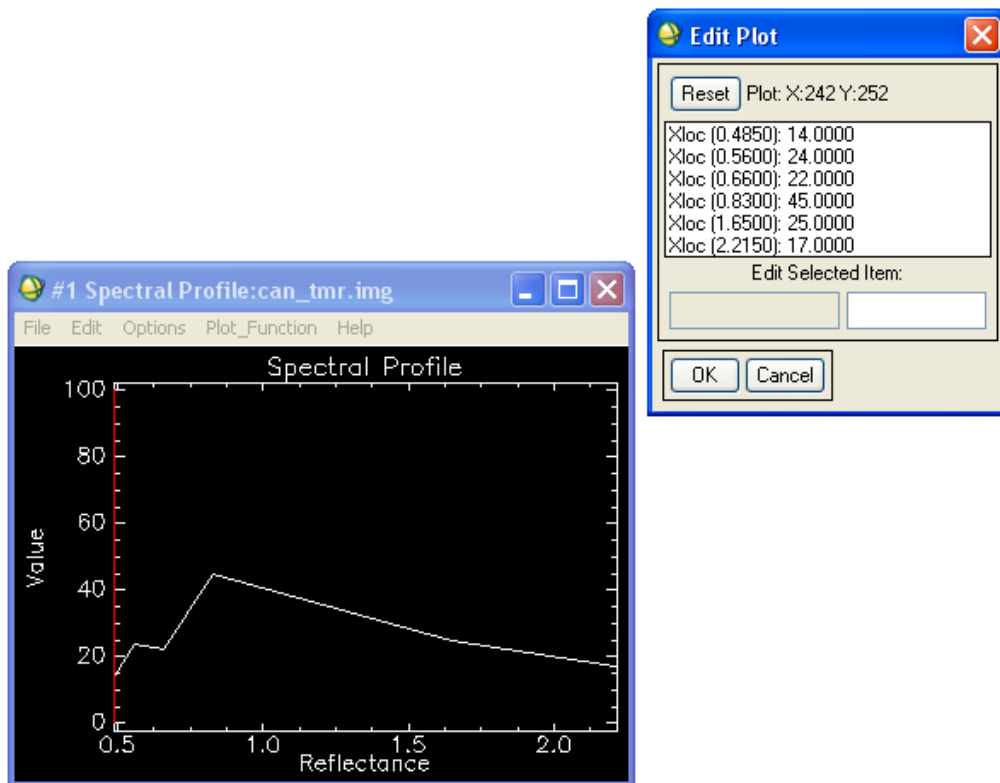 Edit Plot
Reset Plot: X:242 Y:252
Xloc (0.4850): 14.0000
Xloc (0.5600): 24.0000
Xloc (0.6600): 22.0000
Xloc (0.8300): 45.0000
Xloc (1.6500): 25.0000
Xloc (2.2150): 17.0000
Edit Selected Item:
OK Cancel
#1 Spectral Profile:can_tmr.img
File Edit Options Plot_Function Help
Spectral Profile
100
80
60
40
20
0
Value
0.5 1.0 1.5 2.0
Reflectance